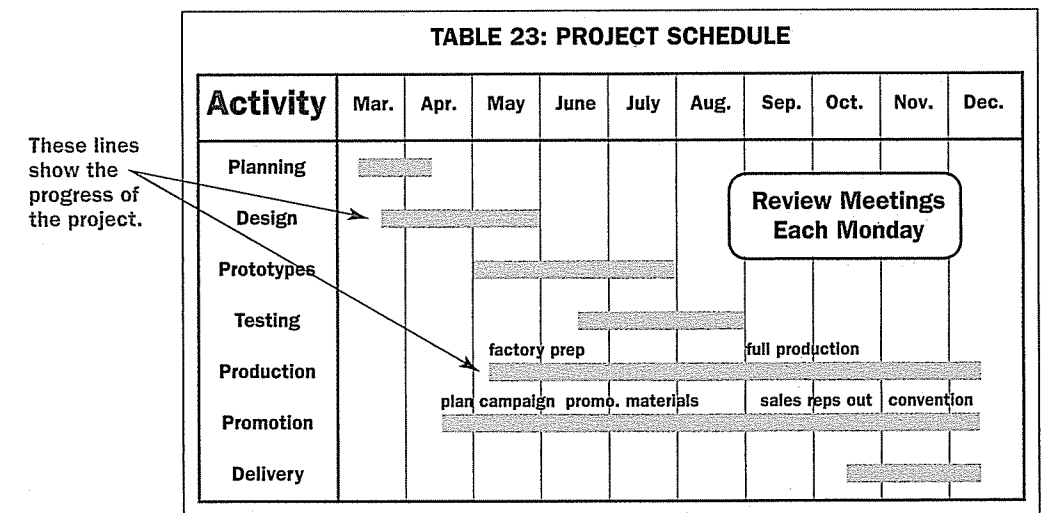 TABLE 23: PROJECT SCHEDULE
Activity Mar. Apr. May June July Aug. Sep. Oct. Nov. Dec.
These lines
show the
progress of
the project.
Planning
Design
Review Meetings
Each Monday
Prototypes
Testing
factory prep full production
Production
plan campaign promo. materials sales reps out convention
Promotion
Delivery